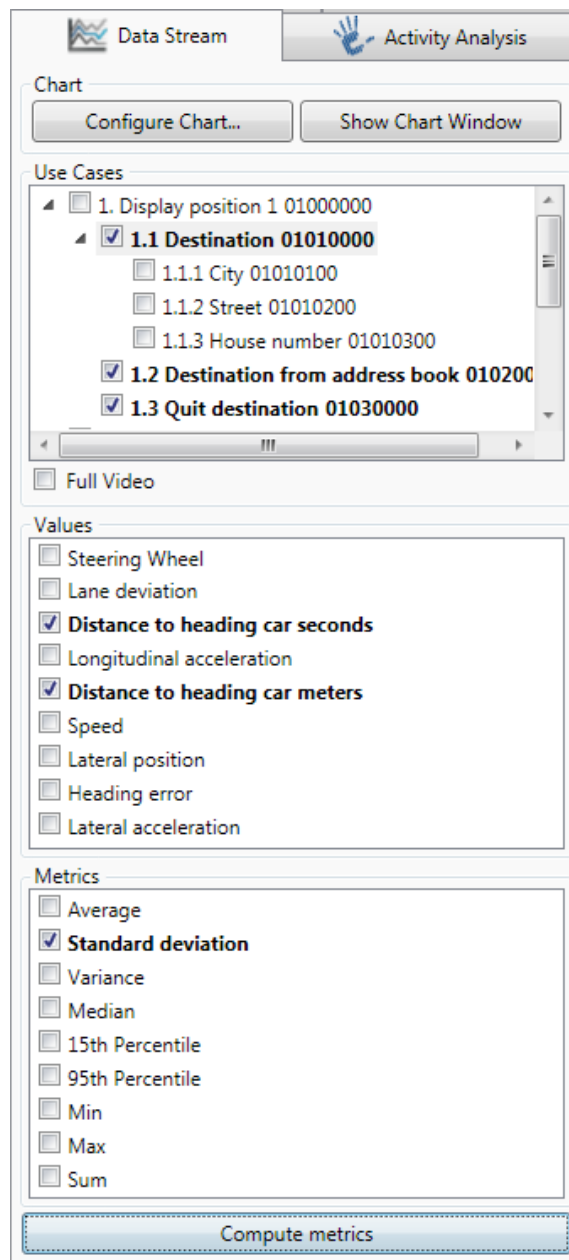 Data Stream
Activity Analysis
Chart
Configure Chart...
Show Chart Window
Use Cases
1. Display position 1 01000000
1.1 Destination 01010000
1.1.1 City 01010100
1.1.2 Street 01010200
1.1.3 House number 01010300
1.2 Destination from address book 010200
1.3 Quit destination 01030000
Full Video
Values
Steering Wheel
Lane deviation
Distance to heading car seconds
Longitudinal acceleration
Distance to heading car meters
Speed
Lateral position
Heading error
Lateral acceleration
Metrics
Average
Standard deviation
Variance
Median
15th Percentile
95th Percentile
Min
Max
Sum
Compute metrics